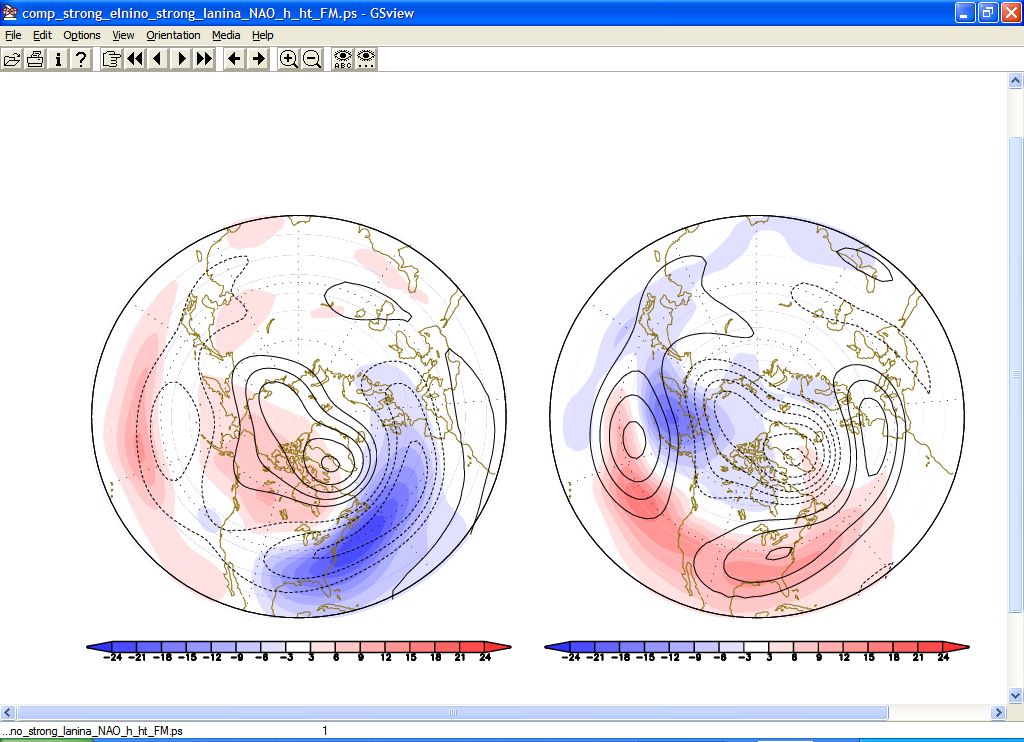 comp_strong_elnino_strong_lanina_NAO_h_ht_FM.ps - GSview
File Edit Options View Orientation Media Help
i ? ABC
-24 -21 -18 -15 -12 -9 -6 -3 3 6 9 12 15 18 21 24
-24 -21 -18 -15 -12 -9 -6 -3 3 6 9 12 15 18 21 24
...no_strong_lanina_NAO_h_ht_FM.ps 1